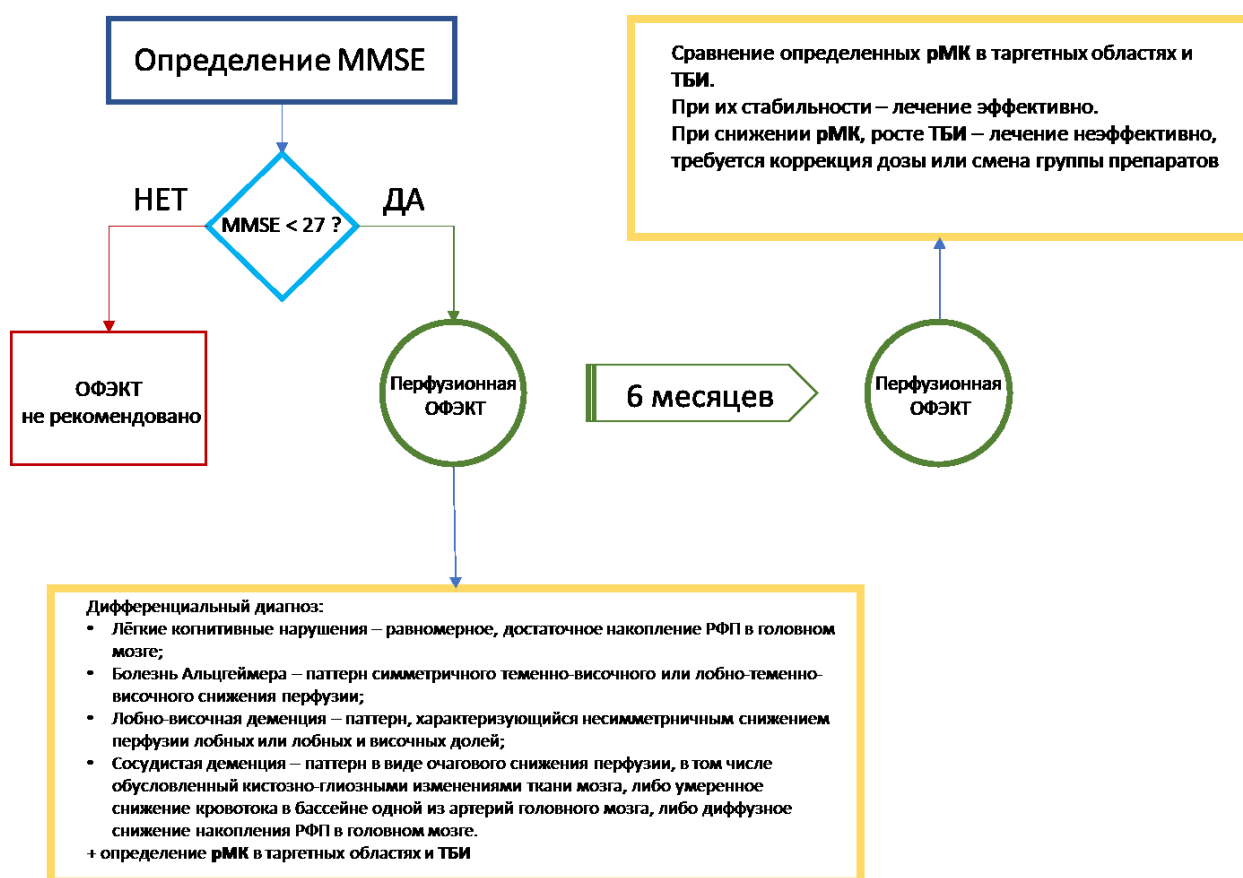 Определение MMSE
Сравнение определенных рМК в таргетных областях и
ТБИ.
При их стабильности – лечение эффективно.
При снижении рМК, росте ТБИ – лечение неэффективно,
требуется коррекция дозы или смена группы препаратов
НЕТ
MMSE < 27 ?
ДА
ОФЭКТ
не рекомендовано
Перфузионная
ОФЭКТ
6 месяцев
Перфузионная
ОФЭКТ
Дифференциальный диагноз:
• Лёгкие когнитивные нарушения – равномерное, достаточное накопление РФП в головном
мозге;
• Болезнь Альцгеймера – паттерн симметричного теменно-височного или лобно-теменно-
височного снижения перфузии;
• Лобно-височная деменция – паттерн, характеризующийся несимметрничным снижением
перфузии лобных или лобных и височных долей;
• Сосудистая деменция – паттерн в виде очагового снижения перфузии, в том числе
обусловленный кистозно-глиозными изменениями ткани мозга, либо умеренное
снижение кровотока в бассейне одной из артерий головного мозга, либо диффузное
снижение накопления РФП в головном мозге.
+ определение рМК в таргетных областях и ТБИ